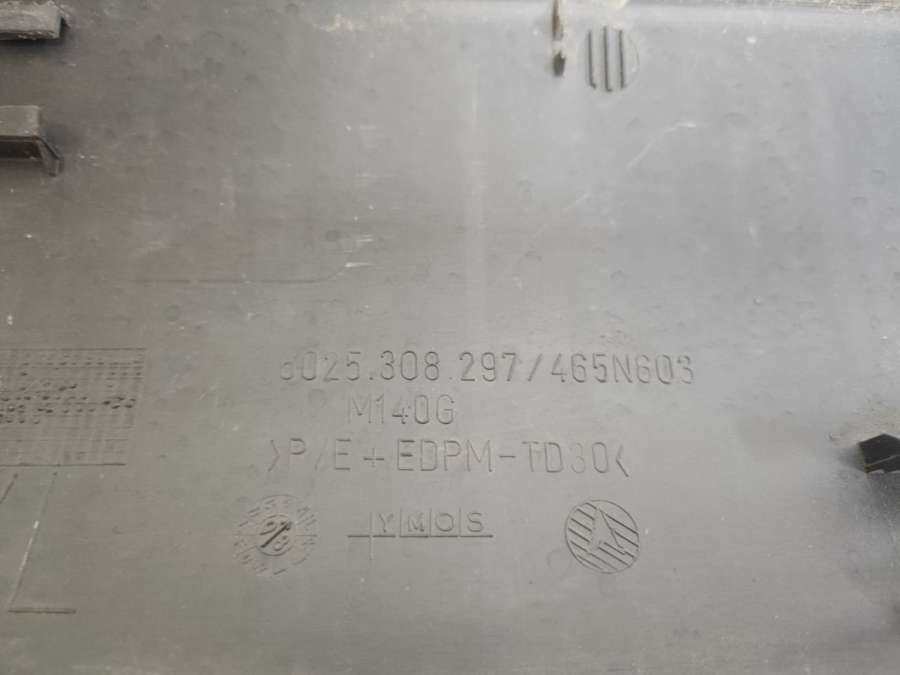 6025.308.297/465N603
M140G
>P/E+EDPM-TD30<
YMOS